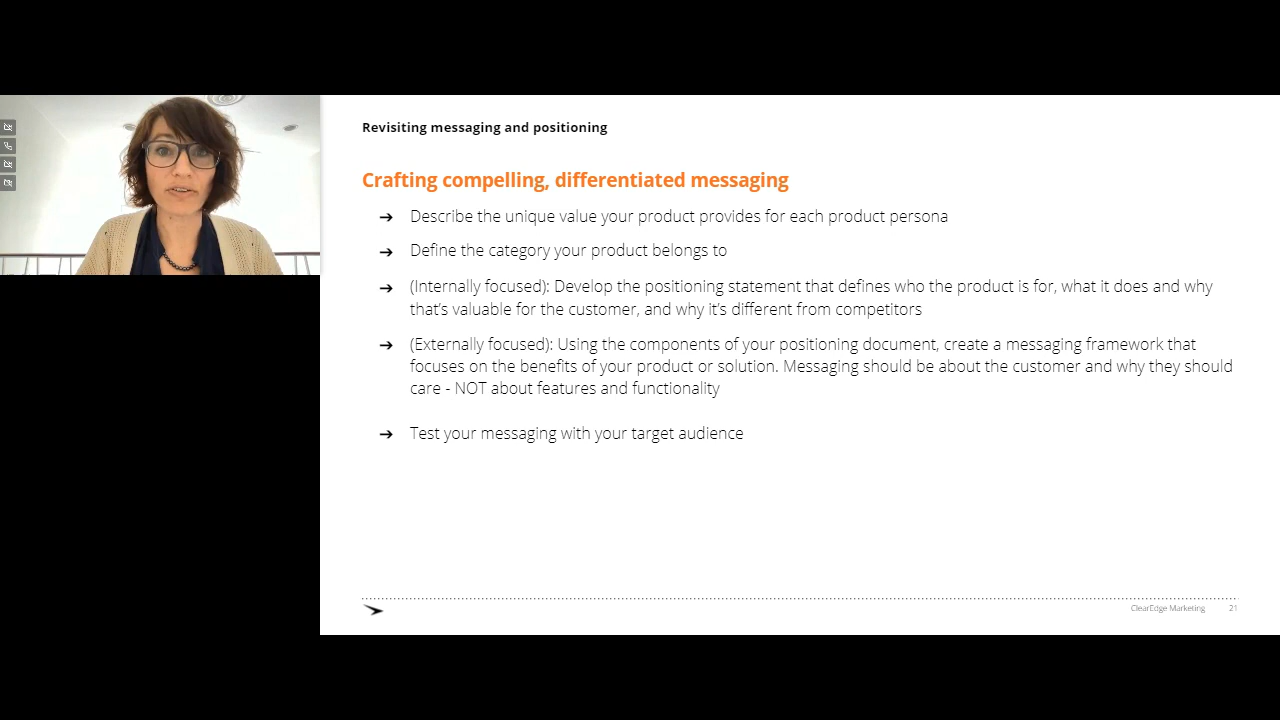 Revisiting messaging and positioning
Crafting compelling, differentiated messaging
➔ Describe the unique value your product provides for each product persona
➔ Define the category your product belongs to
➔ (Internally focused): Develop the positioning statement that defines who the product is for, what it does and why
that’s valuable for the customer, and why it’s different from competitors
➔ (Externally focused): Using the components of your positioning document, create a messaging framework that
focuses on the benefits of your product or solution. Messaging should be about the customer and why they should
care - NOT about features and functionality
➔ Test your messaging with your target audience
ClearEdge Marketing 21